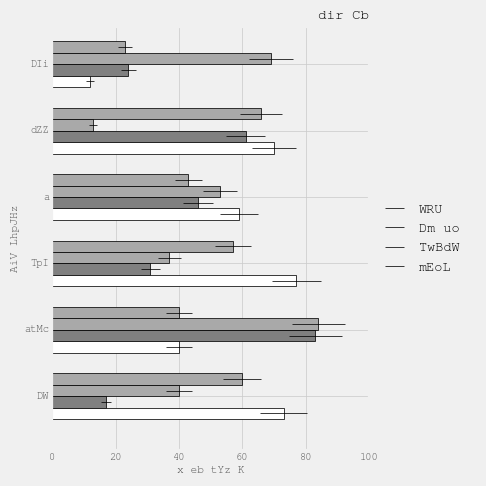 dir Cb
DIi
dZZ
a
TpI
atMc
DW
AiV LhpJHz
0 20 40 60 80 100
x eb tYz K
WRU
Dm uo
TwBdW
mEoL